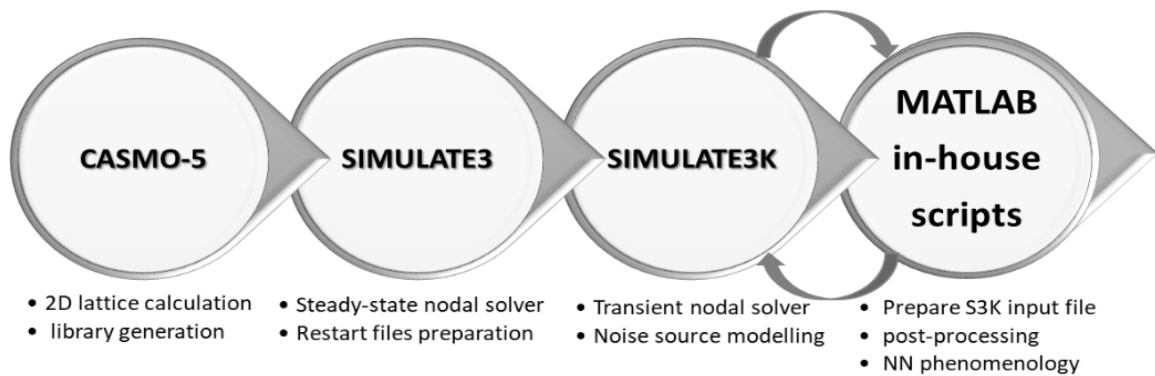 CASMO-5
SIMULATE3
SIMULATE3K
MATLAB
in-house
scripts
• 2D lattice calculation
• library generation
• Steady-state nodal solver
• Restart files preparation
• Transient nodal solver
• Noise source modelling
• Prepare S3K input file
• post-processing
• NN phenomenology